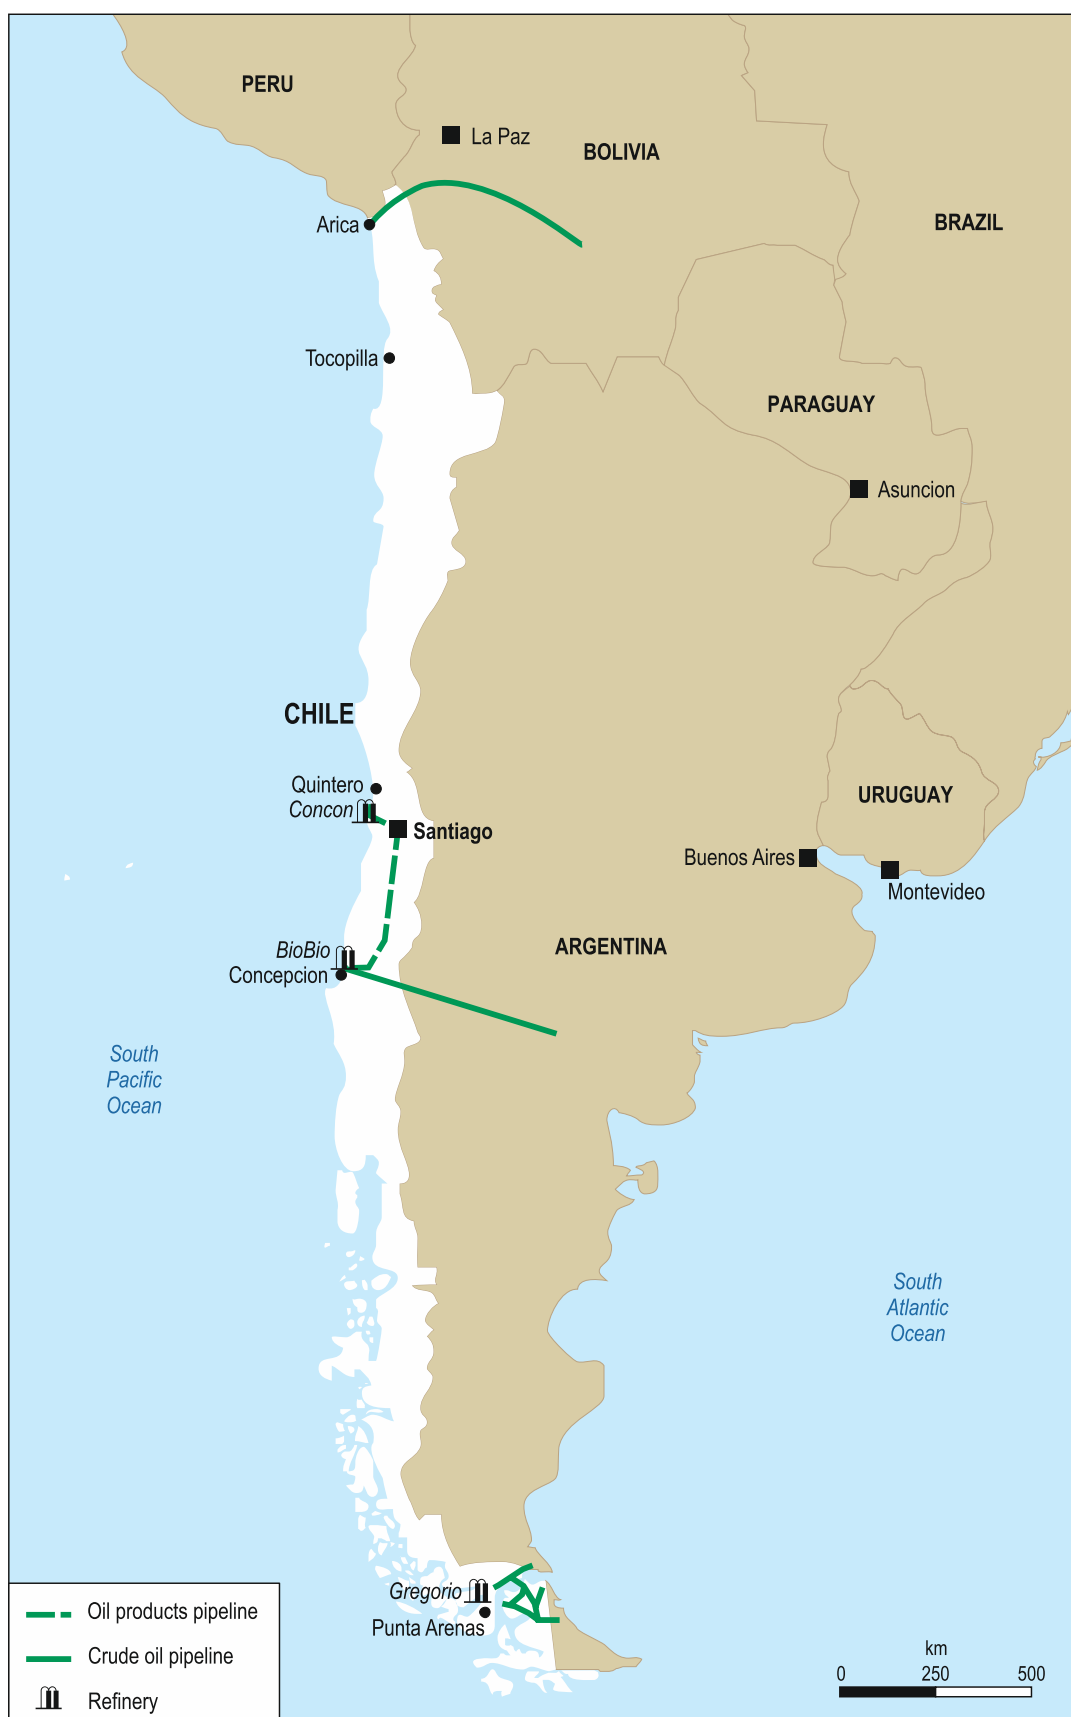 PERU
La Paz
BOLIVIA
BRAZIL
Arica
Tocopilla
PARAGUAY
Asuncion
CHILE
Quintero
Concon
Santiago
URUGUAY
Buenos Aires
Montevideo
BioBio
Concepcion
ARGENTINA
South
Pacific
Ocean
South
Atlantic
Ocean
Gregorio
Punta Arenas
Oil products pipeline
Crude oil pipeline
Refinery
km
0 250 500